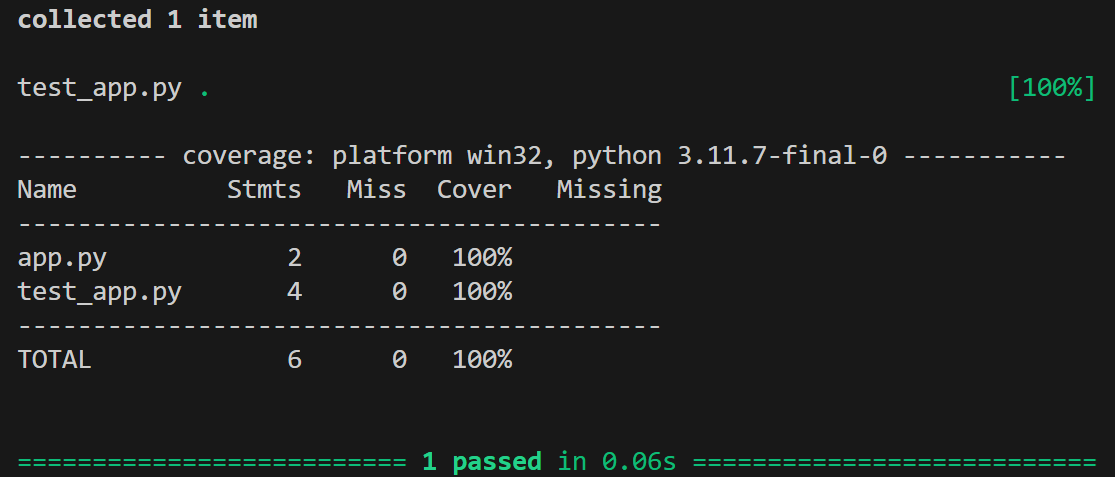 collected 1 item
test_app.py . [100%]
---------- coverage: platform win32, python 3.11.7-final-0 -----------
Name Stmts Miss Cover Missing
-------------------------------------------
app.py 2 0 100%
test_app.py 4 0 100%
-------------------------------------------
TOTAL 6 0 100%
========================== 1 passed in 0.06s ===========================